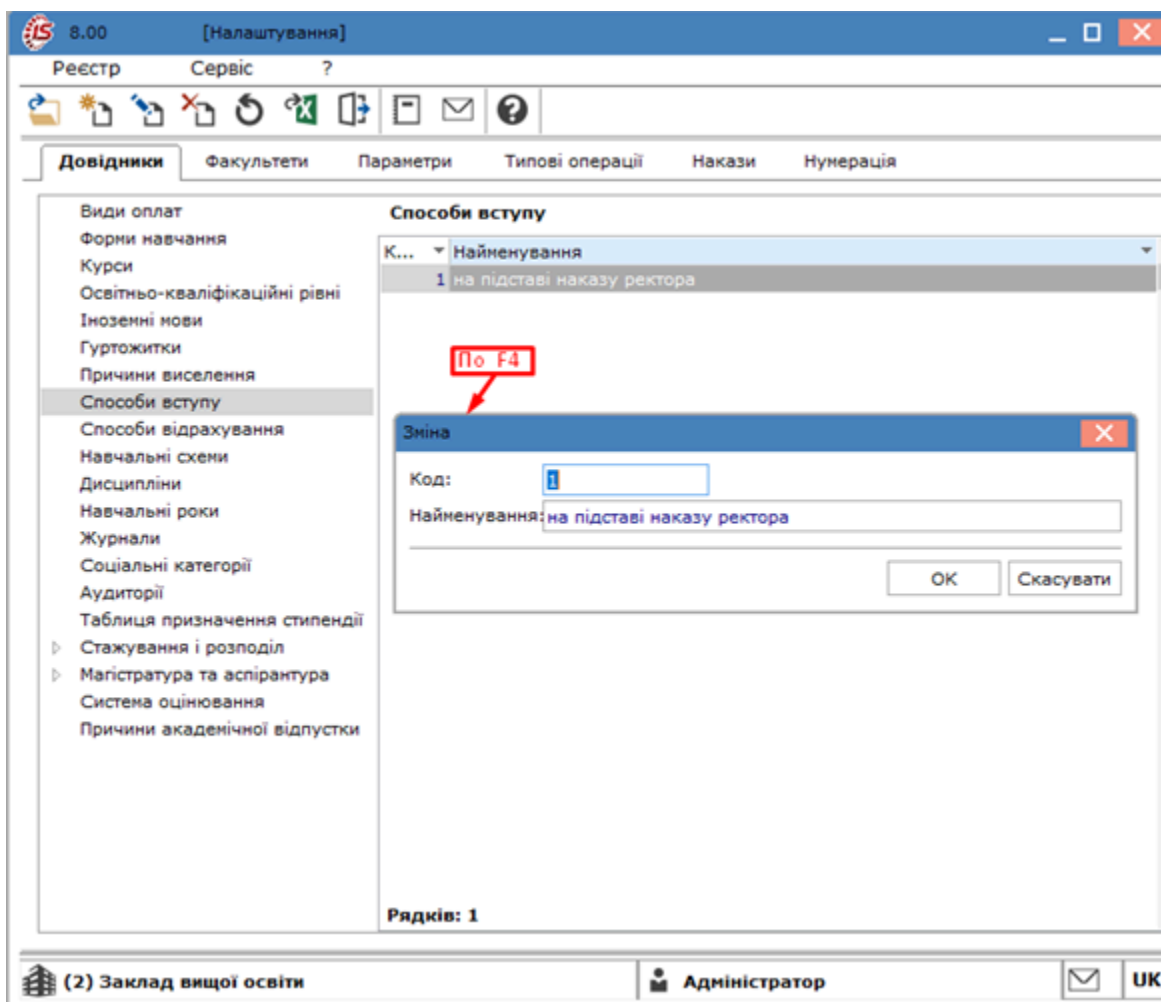 8.00 [Налаштування]
Реєстр Сервіс ?
Довідники Факультети Параметри Типові операції Накази Нумерація
Види оплат
Форми навчання
Курси
Освітньо-кваліфікаційні рівні
Іноземні мови
Гуртожитки
Причини виселення
Способи вступу
Способи відрахування
Навчальні схеми
Дисципліни
Навчальні роки
Журнали
Соціальні категорії
Аудиторії
Таблиця призначення стипендії
Стажування і розподіл
Магістратура та аспірантура
Система оцінювання
Причини академічної відпустки
Способи вступу
К... Найменування
1 на підставі наказу ректора
По F4
Зміна
Код: 1
Найменування: на підставі наказу ректора
OK Скасувати
Рядків: 1
(2) Заклад вищої освіти Адміністратор UK